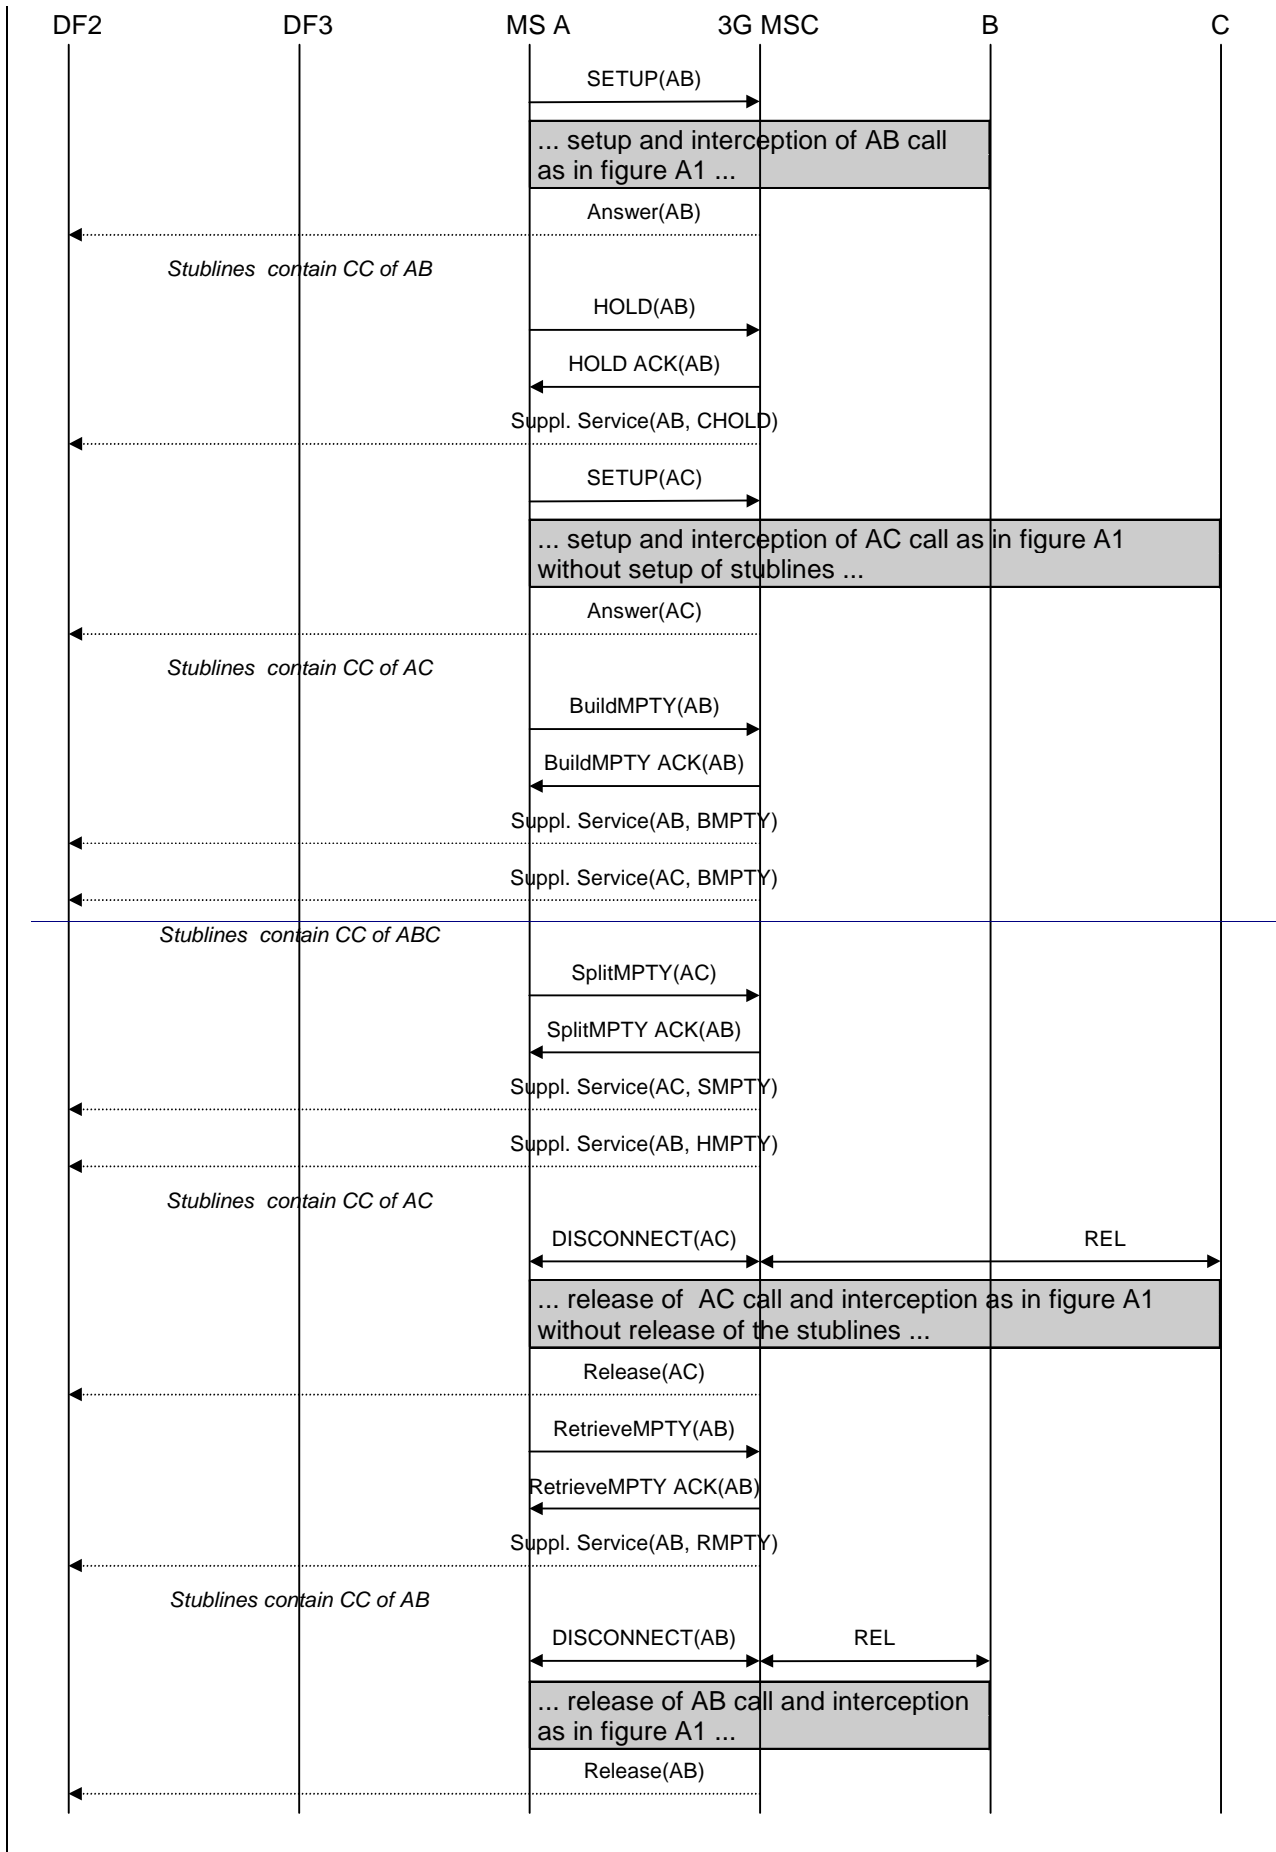 DF2 DF3 MS A 3G MSC B C
SETUP(AB)
... setup and interception of AB call
as in figure A1 ...
Answer(AB)
Stublines contain CC of AB
HOLD(AB)
HOLD ACK(AB)
Suppl. Service(AB, CHOLD)
SETUP(AC)
... setup and interception of AC call as in figure A1
without setup of stublines ...
Answer(AC)
Stublines contain CC of AC
BuildMPTY(AB)
BuildMPTY ACK(AB)
Suppl. Service(AB, BMPTY)
Suppl. Service(AC, BMPTY)
Stublines contain CC of ABC
SplitMPTY(AC)
SplitMPTY ACK(AB)
Suppl. Service(AC, SMPTY)
Suppl. Service(AB, HMPTY)
Stublines contain CC of AC
DISCONNECT(AC) REL
... release of AC call and interception as in figure A1
without release of the stublines ...
Release(AC)
RetrieveMPTY(AB)
RetrieveMPTY ACK(AB)
Suppl. Service(AB, RMPTY)
Stublines contain CC of AB
DISCONNECT(AB) REL
... release of AB call and interception
as in figure A1 ...
Release(AB)